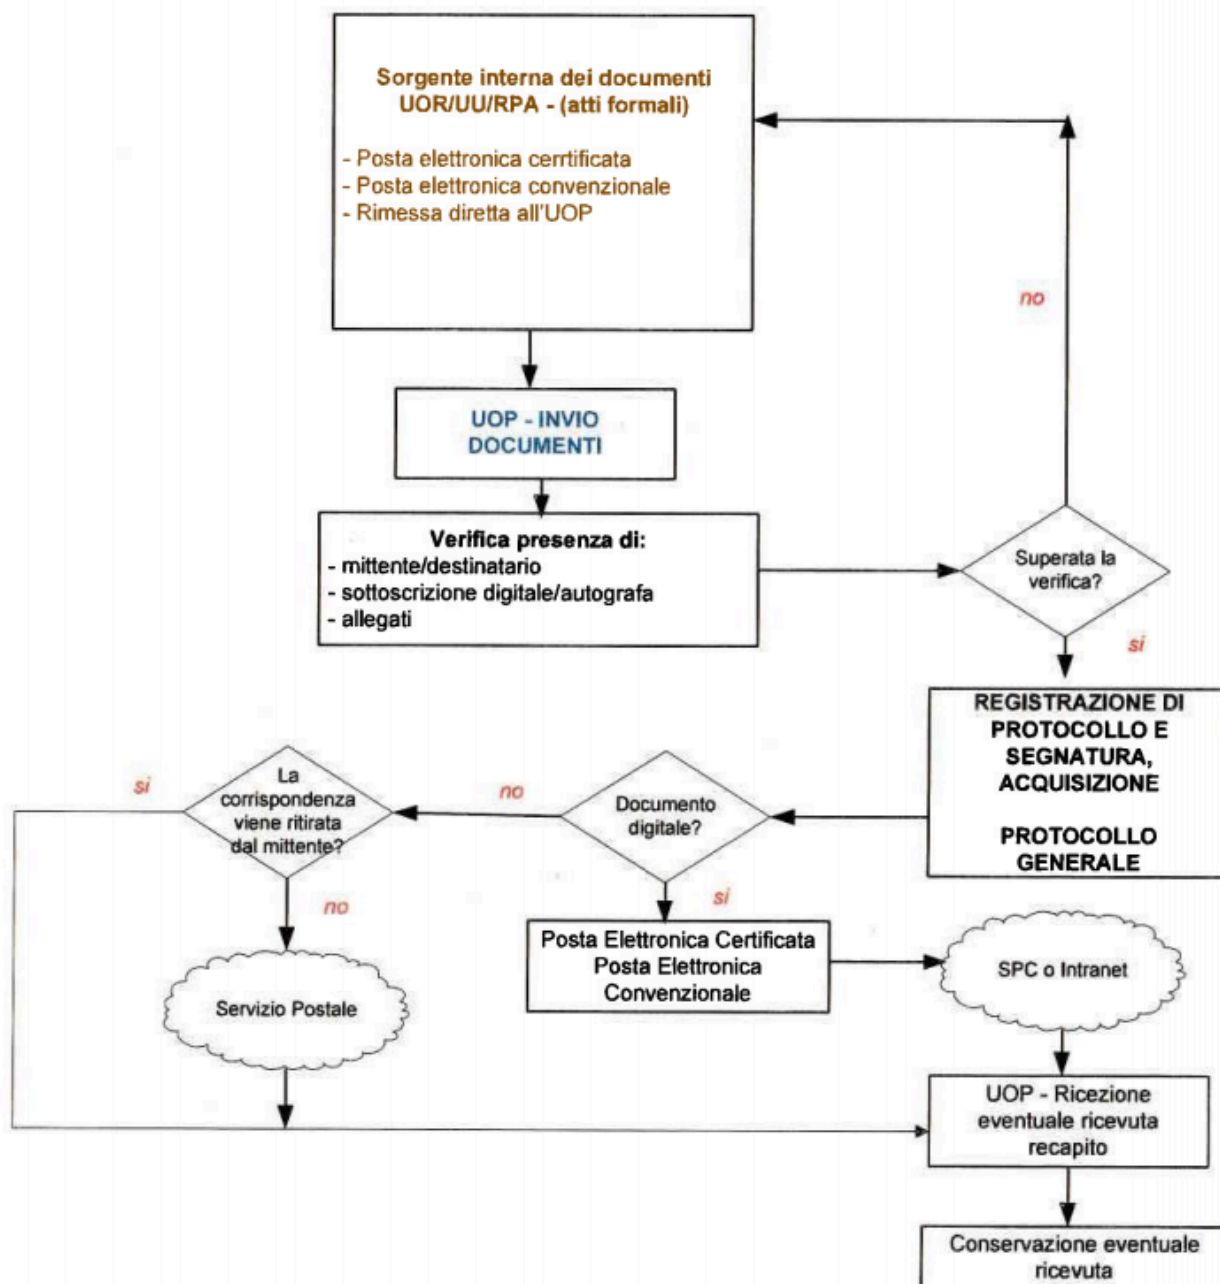 Sorgente interna dei documenti
UOR/UU/RPA - (atti formali)
- Posta elettronica cerrtificata
- Posta elettronica convenzionale
- Rimessa diretta all'UOP
no
UOP - INVIO
DOCUMENTI
Verifica presenza di:
- mittente/destinatario
- sottoscrizione digitale/autografa
- allegati
Superata la
verifica?
si
REGISTRAZIONE DI
PROTOCOLLO E
SEGNATURA,
ACQUISIZIONE
PROTOCOLLO
GENERALE
Documento
digitale?
no
si
La
corrispondenza
viene ritirata
dal mittente?
si
no
Posta Elettronica Certificata
Posta Elettronica
Convenzionale
SPC o Intranet
Servizio Postale
UOP - Ricezione
eventuale ricevuta
recapito
Conservazione eventuale
ricevuta